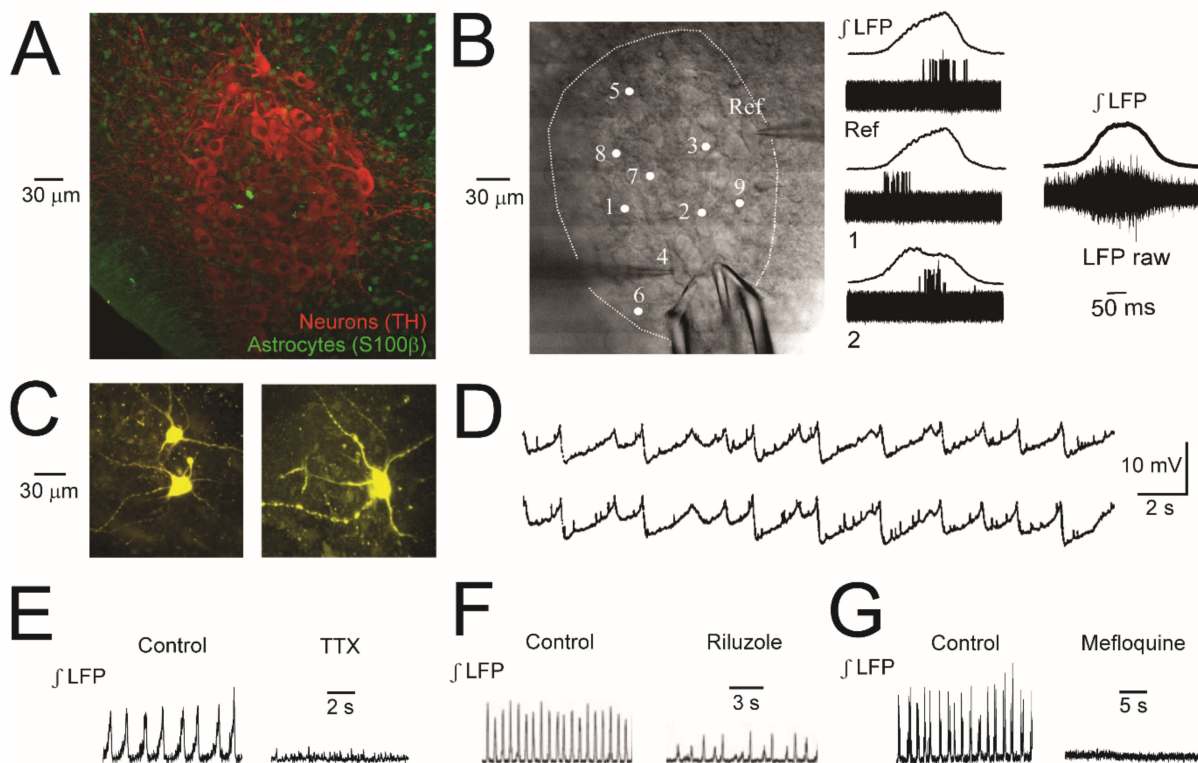 A
30 μm
Neurons (TH)
Astrocytes (S100β)
B
30 μm
5
Ref
8
3
7
1
2
9
4
6
∫ LFP
Ref
1
2
∫ LFP
LFP raw
50 ms
C
30 μm
D
10 mV
2 s
E
Control
TTX
∫ LFP
2 s
F
Control
Riluzole
∫ LFP
3 s
G
Control
Mefloquine
∫ LFP
5 s